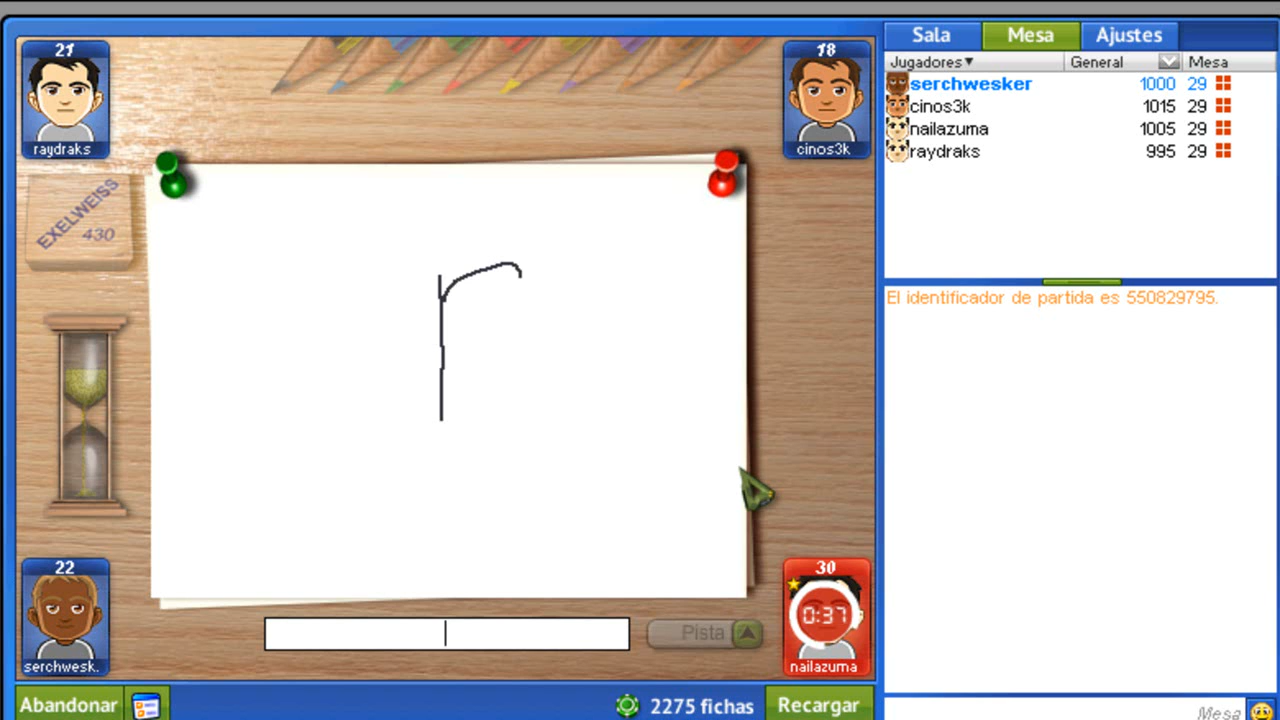 Sala Mesa Ajustes
Jugadores▼ General Mesa
serchwesker 1000 29
cinos3k 1015 29
nailazuma 1005 29
raydraks 995 29
El identificador de partida es 550829795.
21
raydraks
18
cinos3k
EXELWEISS
430
22
serchwesk.
30
0:37
nailazuma
Pista
Abandonar
2275 fichas
Recargar
Mesa